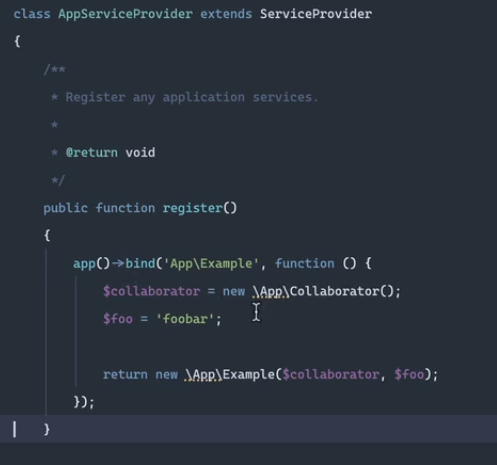 class AppServiceProvider extends ServiceProvider
{
    /**
     * Register any application services.
     *
     * @return void
     */
    public function register()
    {
        app()->bind('App\Example', function () {
            $collaborator = new \App\Collaborator();
            $foo = 'foobar';

            return new \App\Example($collaborator, $foo);
        });
    }